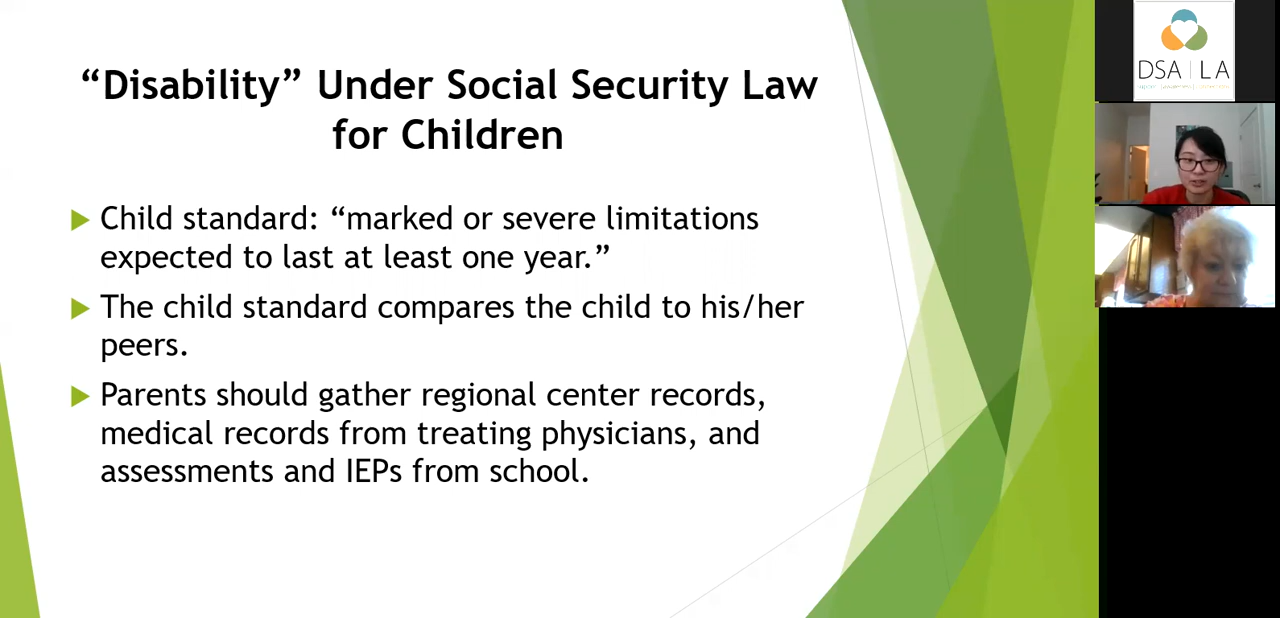 “Disability” Under Social Security Law
for Children
Child standard: “marked or severe limitations
expected to last at least one year.”
The child standard compares the child to his/her
peers.
Parents should gather regional center records,
medical records from treating physicians, and
assessments and IEPs from school.
DSA | LA